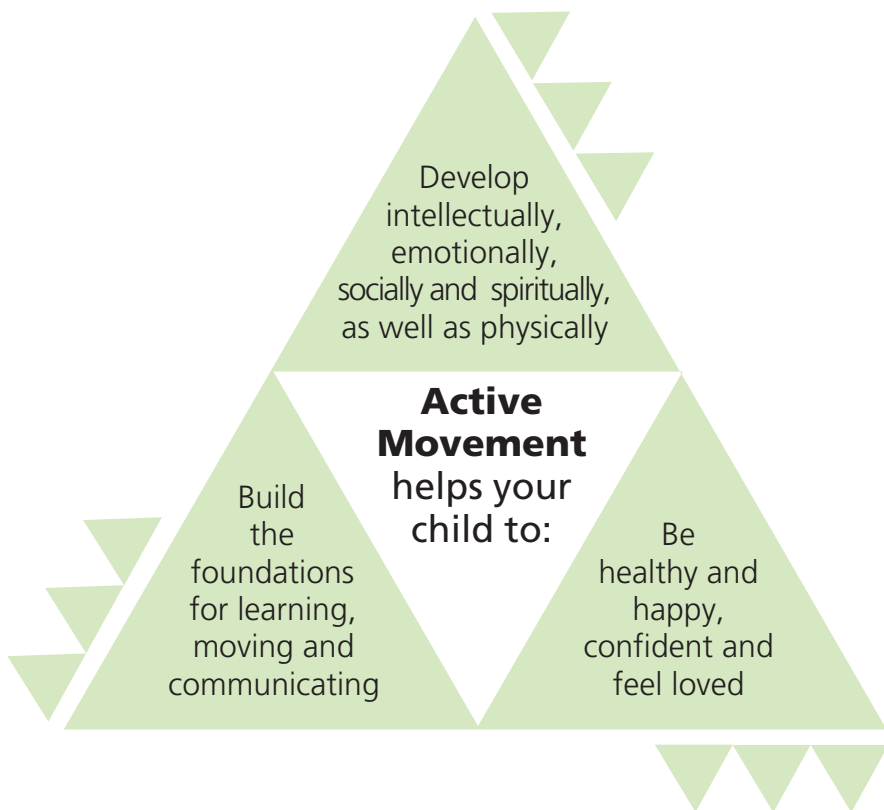 Develop
intellectually,
emotionally,
socially and spiritually,
as well as physically
Active
Movement
helps your
child to:
Build
the
foundations
for learning,
moving and
communicating
Be
healthy and
happy,
confident and
feel loved